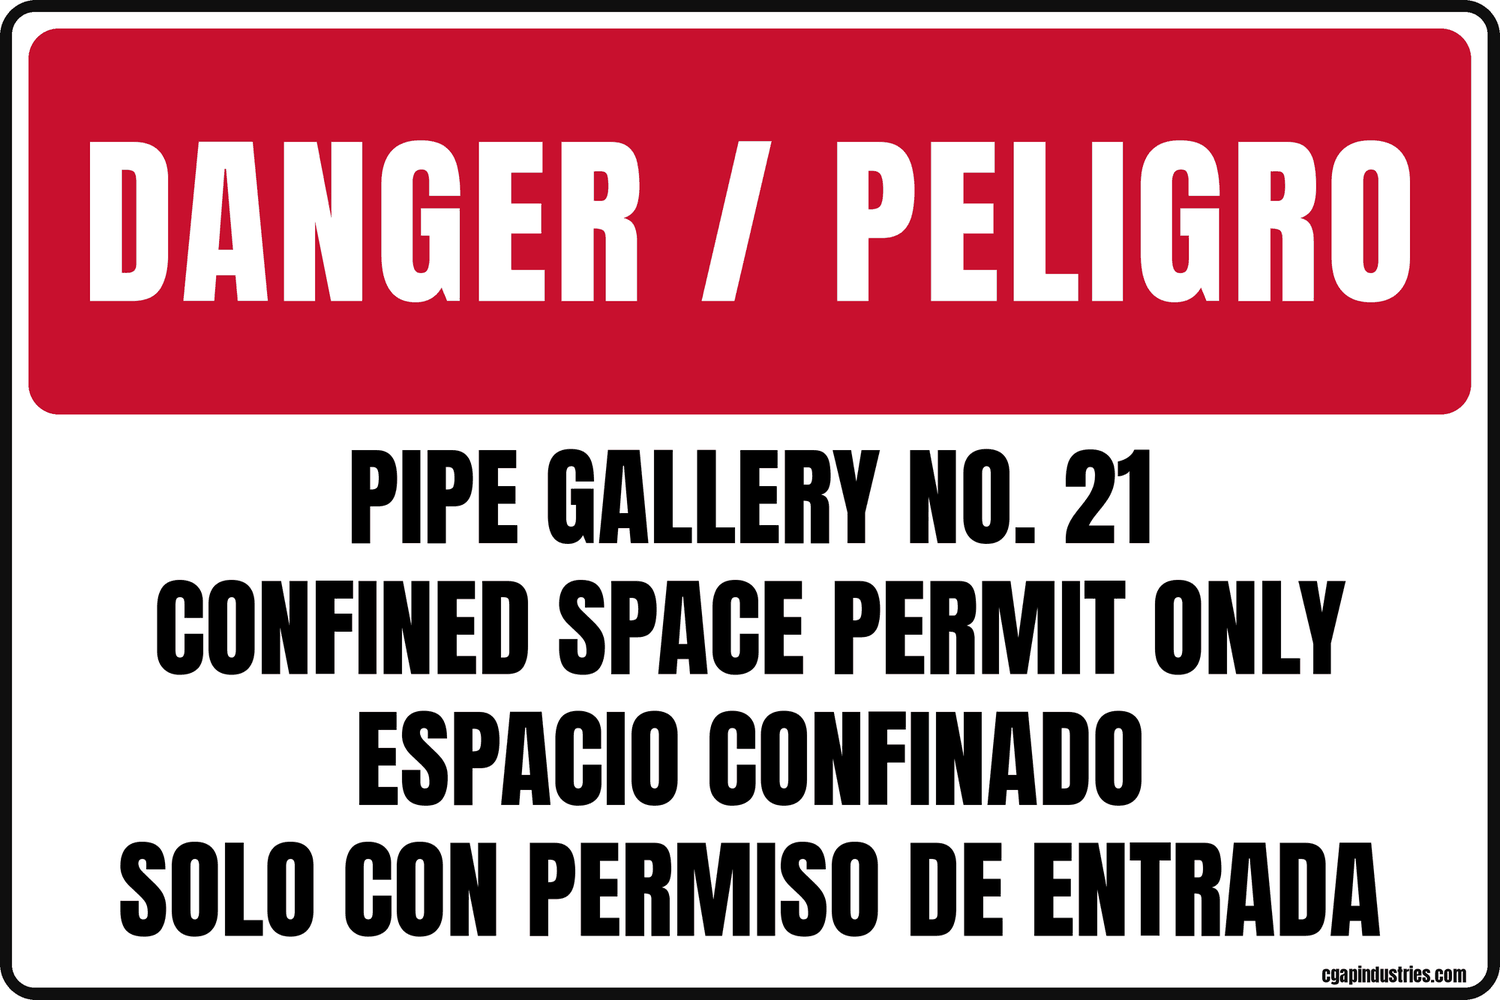 DANGER / PELIGRO
PIPE GALLERY NO. 21
CONFINED SPACE PERMIT ONLY
ESPACIO CONFINADO
SOLO CON PERMISO DE ENTRADA
cgapindustries.com